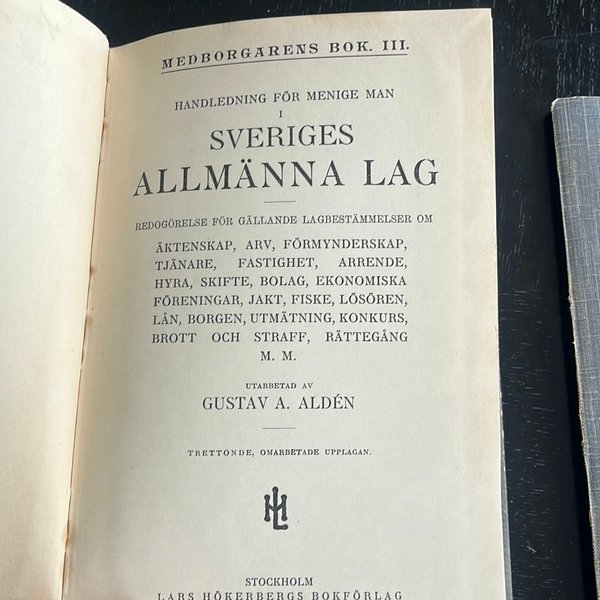 MEDBORGARENS BOK. III.
HANDLEDNING FÖR MENIGE MAN
I
SVERIGES
ALLMÄNNA LAG
REDOGÖRELSE FÖR GÄLLANDE LAGBESTÄMMELSER OM
ÄKTENSKAP, ARV, FÖRMYNDERSKAP,
TJÄNARE, FASTIGHET, ARRENDE,
HYRA, SKIFTE, BOLAG, EKONOMISKA
FÖRENINGAR, JAKT, FISKE, LÖSÖREN,
LÅN, BORGEN, UTMÄTNING, KONKURS,
BROTT OCH STRAFF, RÄTTEGÅNG
M. M.
UTARBETAD AV
GUSTAV A. ALDÉN
TRETTONDE, OMARBETADE UPPLAGAN.
LH
STOCKHOLM
LARS HÖKERBERGS BOKFÖRLAG